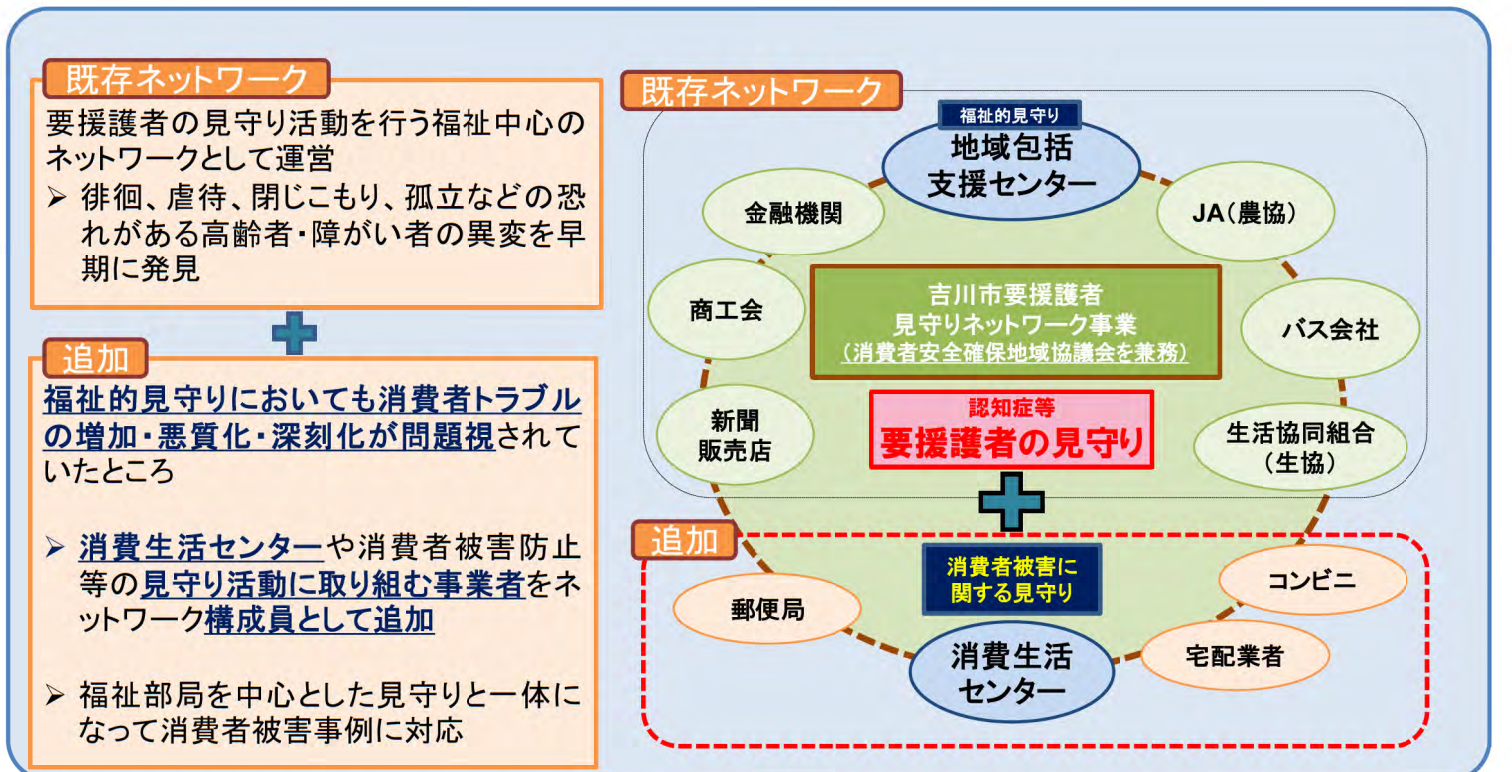 既存ネットワーク
要援護者の見守り活動を行う福祉中心の
ネットワークとして運営
➢ 徘徊、虐待、閉じこもり、孤立などの恐
れがある高齢者・障がい者の異変を早
期に発見
追加
福祉的見守りにおいても消費者トラブル
の増加・悪質化・深刻化が問題視されて
いたところ
➢ 消費生活センターや消費者被害防止
等の見守り活動に取り組む事業者をネ
ットワーク構成員として追加
➢ 福祉部局を中心とした見守りと一体に
なって消費者被害事例に対応
既存ネットワーク
福祉的見守り
地域包括
支援センター
金融機関
JA(農協)
商工会
吉川市要援護者
見守りネットワーク事業
(消費者安全確保地域協議会を兼務)
バス会社
新聞
販売店
認知症等
要援護者の見守り
生活協同組合
(生協)
追加
消費者被害に
関する見守り
コンビニ
郵便局
宅配業者
消費生活
センター